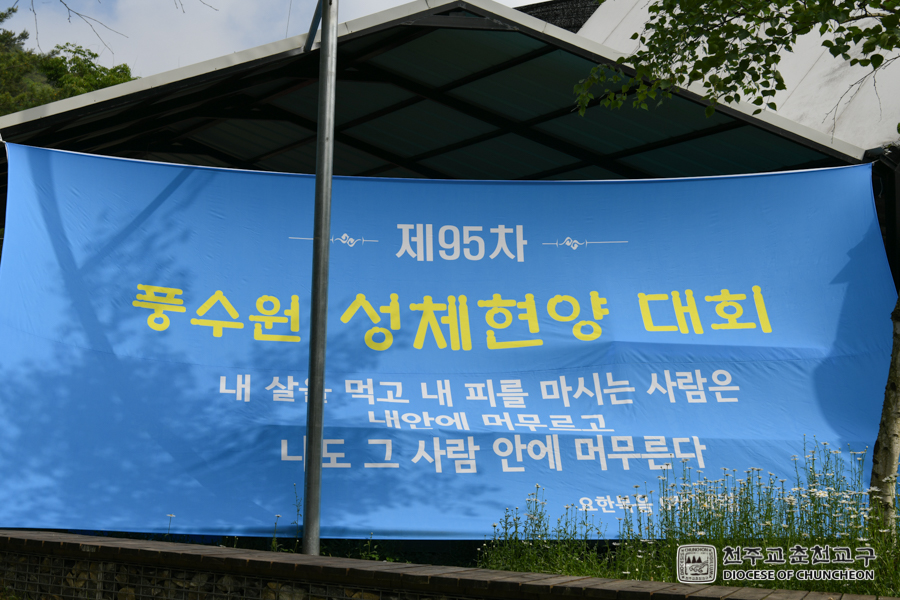 제95차
풍수원 성체현양 대회
내 살을 먹고 내 피를 마시는 사람은
내안에 머무르고
나도 그 사람 안에 머무른다
요한복음
천주교춘천교구
DIOCESE OF CHUNCHEON